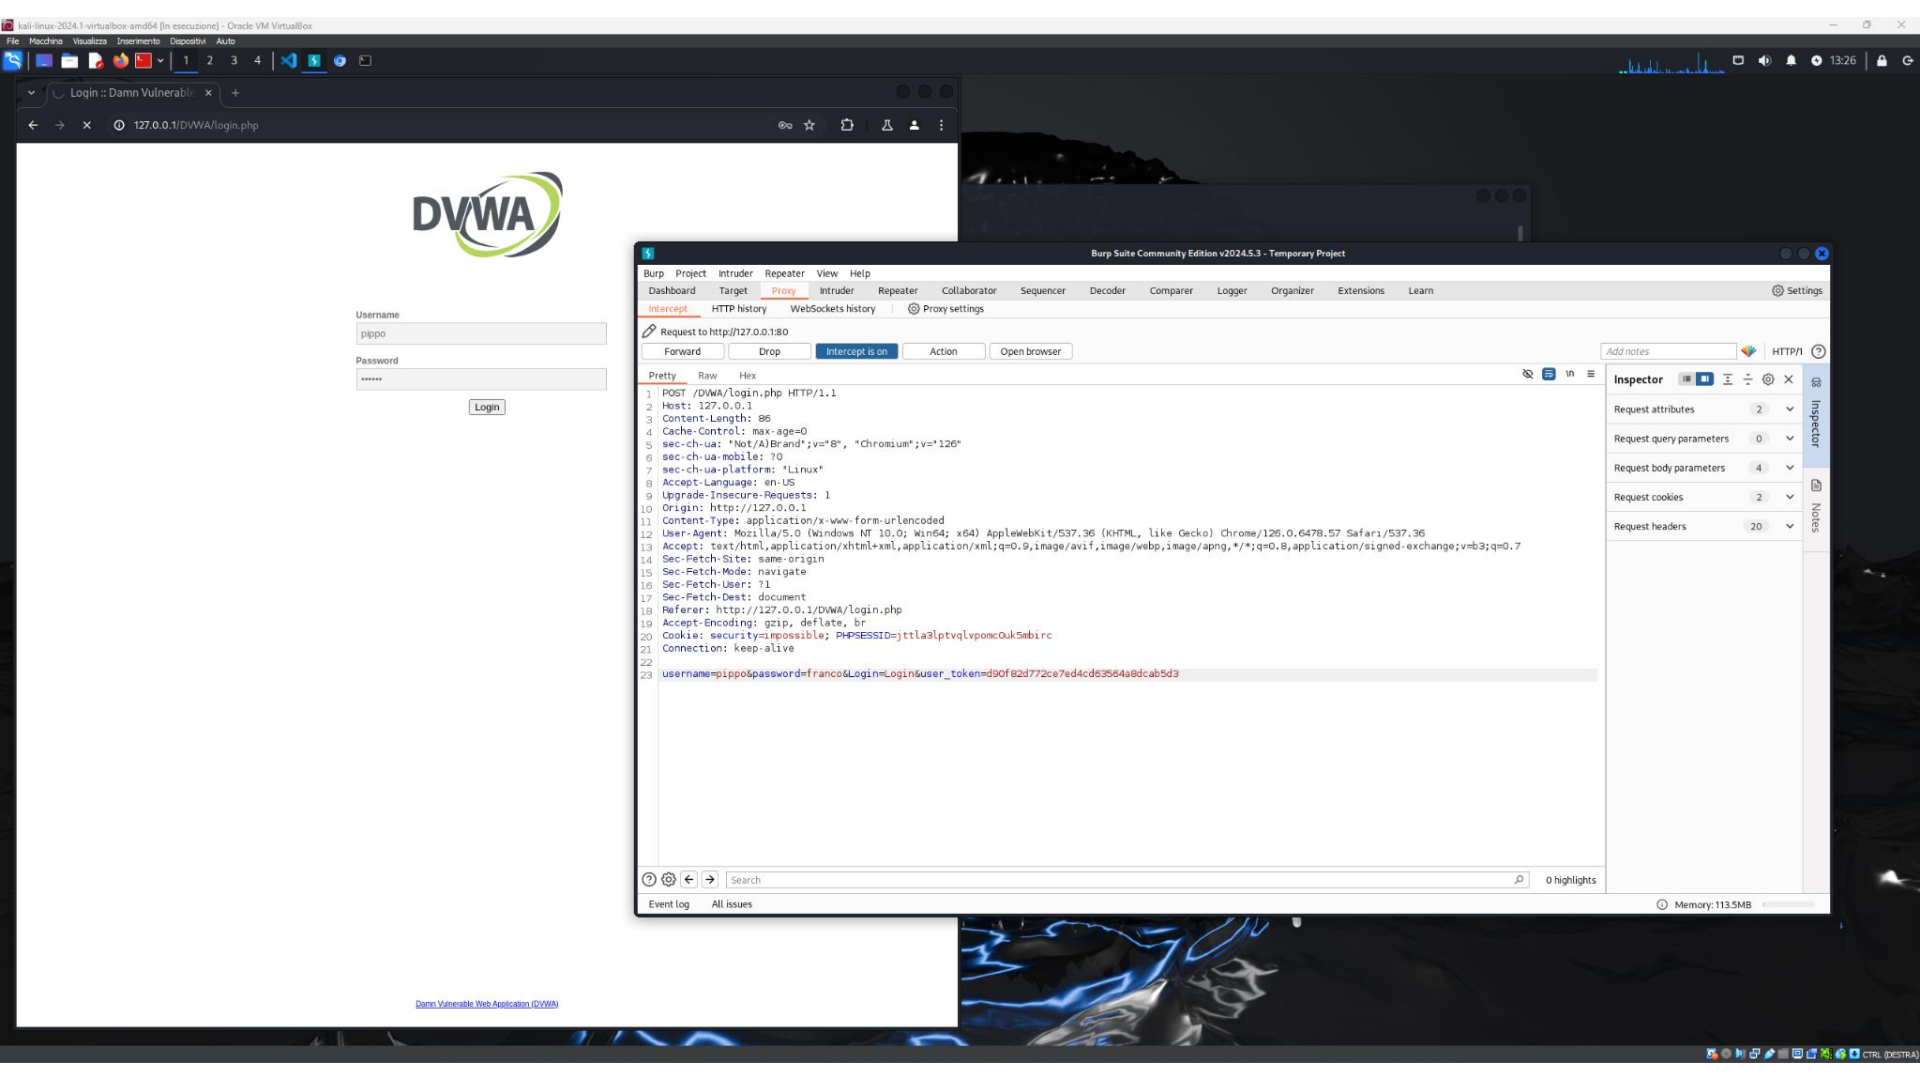 kali-linux-2024.1-virtualbox-amd64 [In esecuzione] - Oracle VM VirtualBox
File Macchina Visualizza Inserimento Dispositivi Aiuto
1 2 3 4
13:26
Login :: Damn Vulnerable
127.0.0.1/DVWA/login.php
DVWA
Username
pippo
Password
••••••
Login
Damn Vulnerable Web Application (DVWA)
Burp Suite Community Edition v2024.5.3 - Temporary Project
Burp Project Intruder Repeater View Help
Dashboard Target Proxy Intruder Repeater Collaborator Sequencer Decoder Comparer Logger Organizer Extensions Learn
Settings
Intercept HTTP history WebSockets history Proxy settings
Request to http://127.0.0.1:80
Forward Drop Intercept is on Action Open browser
Add notes
HTTP/1
Pretty Raw Hex
\n
1 POST /DVWA/login.php HTTP/1.1
2 Host: 127.0.0.1
3 Content-Length: 86
4 Cache-Control: max-age=0
5 sec-ch-ua: "Not/A)Brand";v="8", "Chromium";v="126"
6 sec-ch-ua-mobile: ?0
7 sec-ch-ua-platform: "Linux"
8 Accept-Language: en-US
9 Upgrade-Insecure-Requests: 1
10 Origin: http://127.0.0.1
11 Content-Type: application/x-www-form-urlencoded
12 User-Agent: Mozilla/5.0 (Windows NT 10.0; Win64; x64) AppleWebKit/537.36 (KHTML, like Gecko) Chrome/126.0.6478.57 Safari/537.36
13 Accept: text/html,application/xhtml+xml,application/xml;q=0.9,image/avif,image/webp,image/apng,*/*;q=0.8,application/signed-exchange;v=b3;q=0.7
14 Sec-Fetch-Site: same-origin
15 Sec-Fetch-Mode: navigate
16 Sec-Fetch-User: ?1
17 Sec-Fetch-Dest: document
18 Referer: http://127.0.0.1/DVWA/login.php
19 Accept-Encoding: gzip, deflate, br
20 Cookie: security=impossible; PHPSESSID=jttla3lptvqlvpomc0uk5mbirc
21 Connection: keep-alive
22
23 username=pippo&password=franco&Login=Login&user_token=d90f82d772ce7ed4cd63564a8dcab5d3
Inspector
Request attributes 2
Request query parameters 0
Request body parameters 4
Request cookies 2
Request headers 20
Inspector
Notes
Search
0 highlights
Event log All issues
Memory: 113.5MB
CTRL (DESTRA)